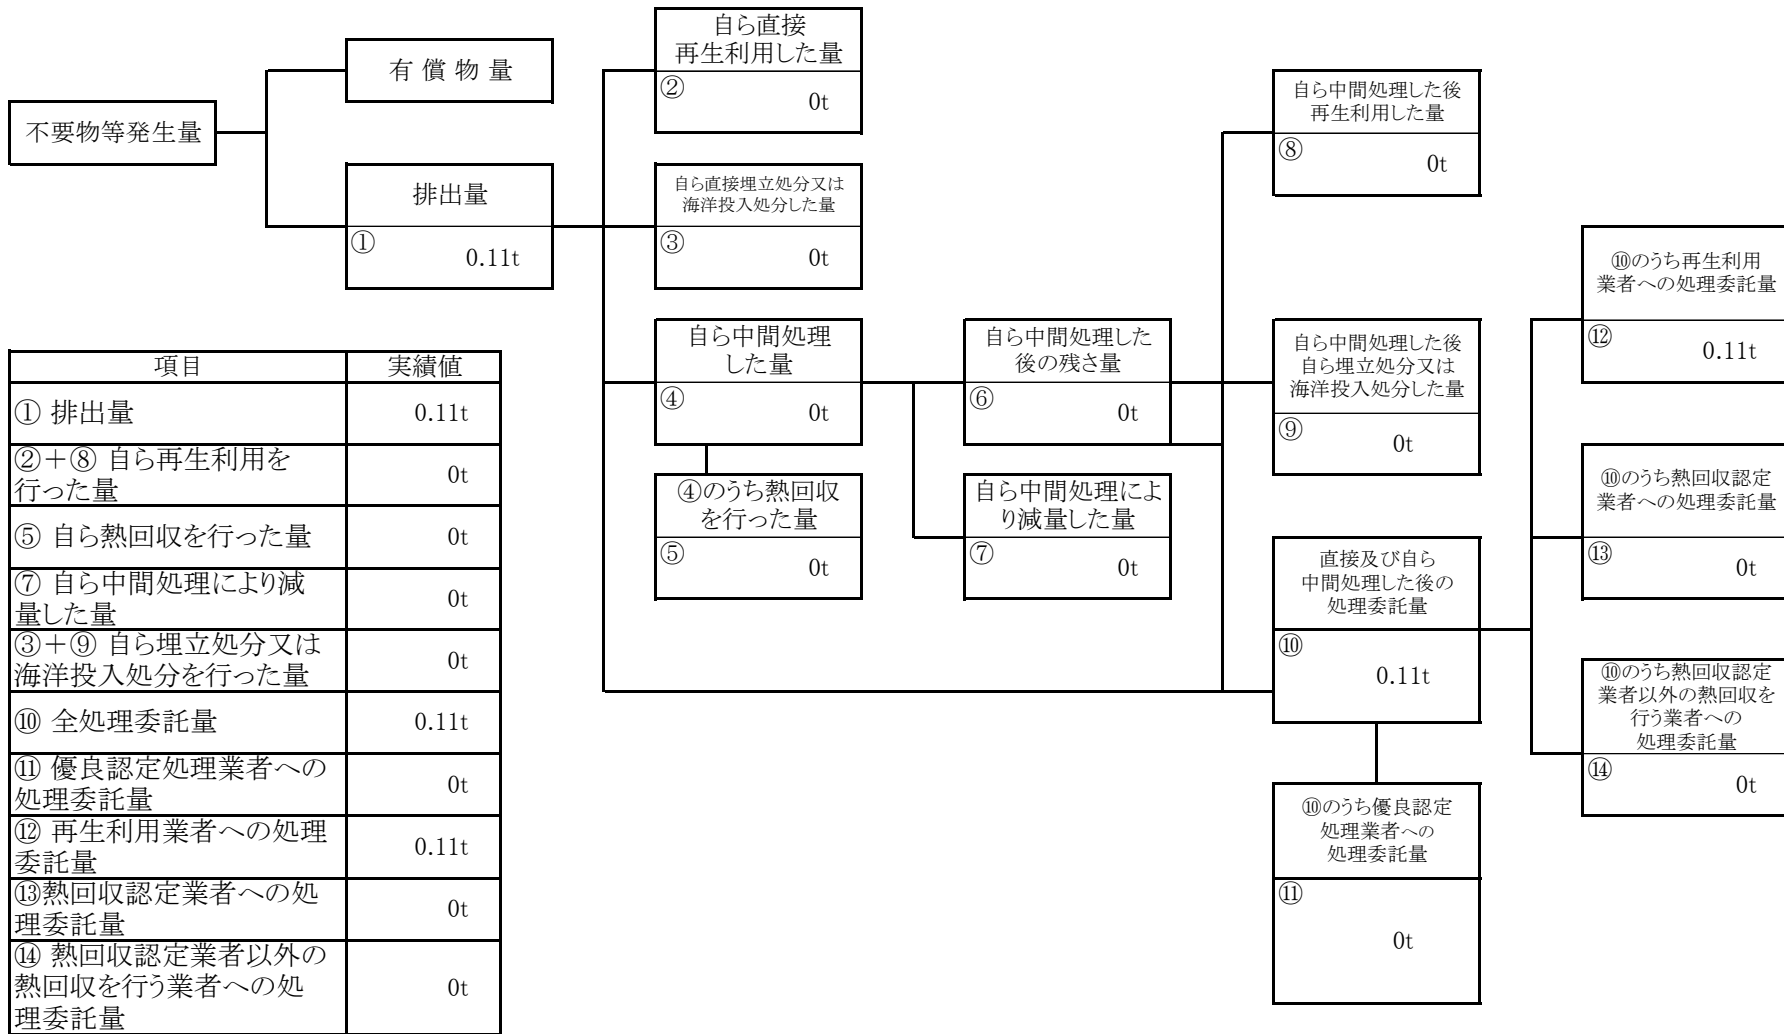 不要物等発生量
有 償 物 量
排出量
①
0.11t
自ら直接
再生利用した量
②
0t
自ら直接埋立処分又は
海洋投入処分した量
③
0t
自ら中間処理
した量
④
0t
④のうち熱回収
を行った量
⑤
0t
自ら中間処理した
後の残さ量
⑥
0t
自ら中間処理によ
り減量した量
⑦
0t
自ら中間処理した後
再生利用した量
⑧
0t
自ら中間処理した後
自ら埋立処分又は
海洋投入処分した量
⑨
0t
直接及び自ら
中間処理した後の
処理委託量
⑩
0.11t
⑩のうち優良認定
処理業者への
処理委託量
⑪
0t
⑩のうち再生利用
業者への処理委託量
⑫
0.11t
⑩のうち熱回収認定
業者への処理委託量
⑬
0t
⑩のうち熱回収認定
業者以外の熱回収を
行う業者への
処理委託量
⑭
0t
項目 実績値
① 排出量 0.11t
②＋⑧ 自ら再生利用を
行った量 0t
⑤ 自ら熱回収を行った量 0t
⑦ 自ら中間処理により減
量した量 0t
③＋⑨ 自ら埋立処分又は
海洋投入処分を行った量 0t
⑩ 全処理委託量 0.11t
⑪ 優良認定処理業者への
処理委託量 0t
⑫ 再生利用業者への処理
委託量 0.11t
⑬熱回収認定業者への処
理委託量 0t
⑭ 熱回収認定業者以外の
熱回収を行う業者への処
理委託量 0t